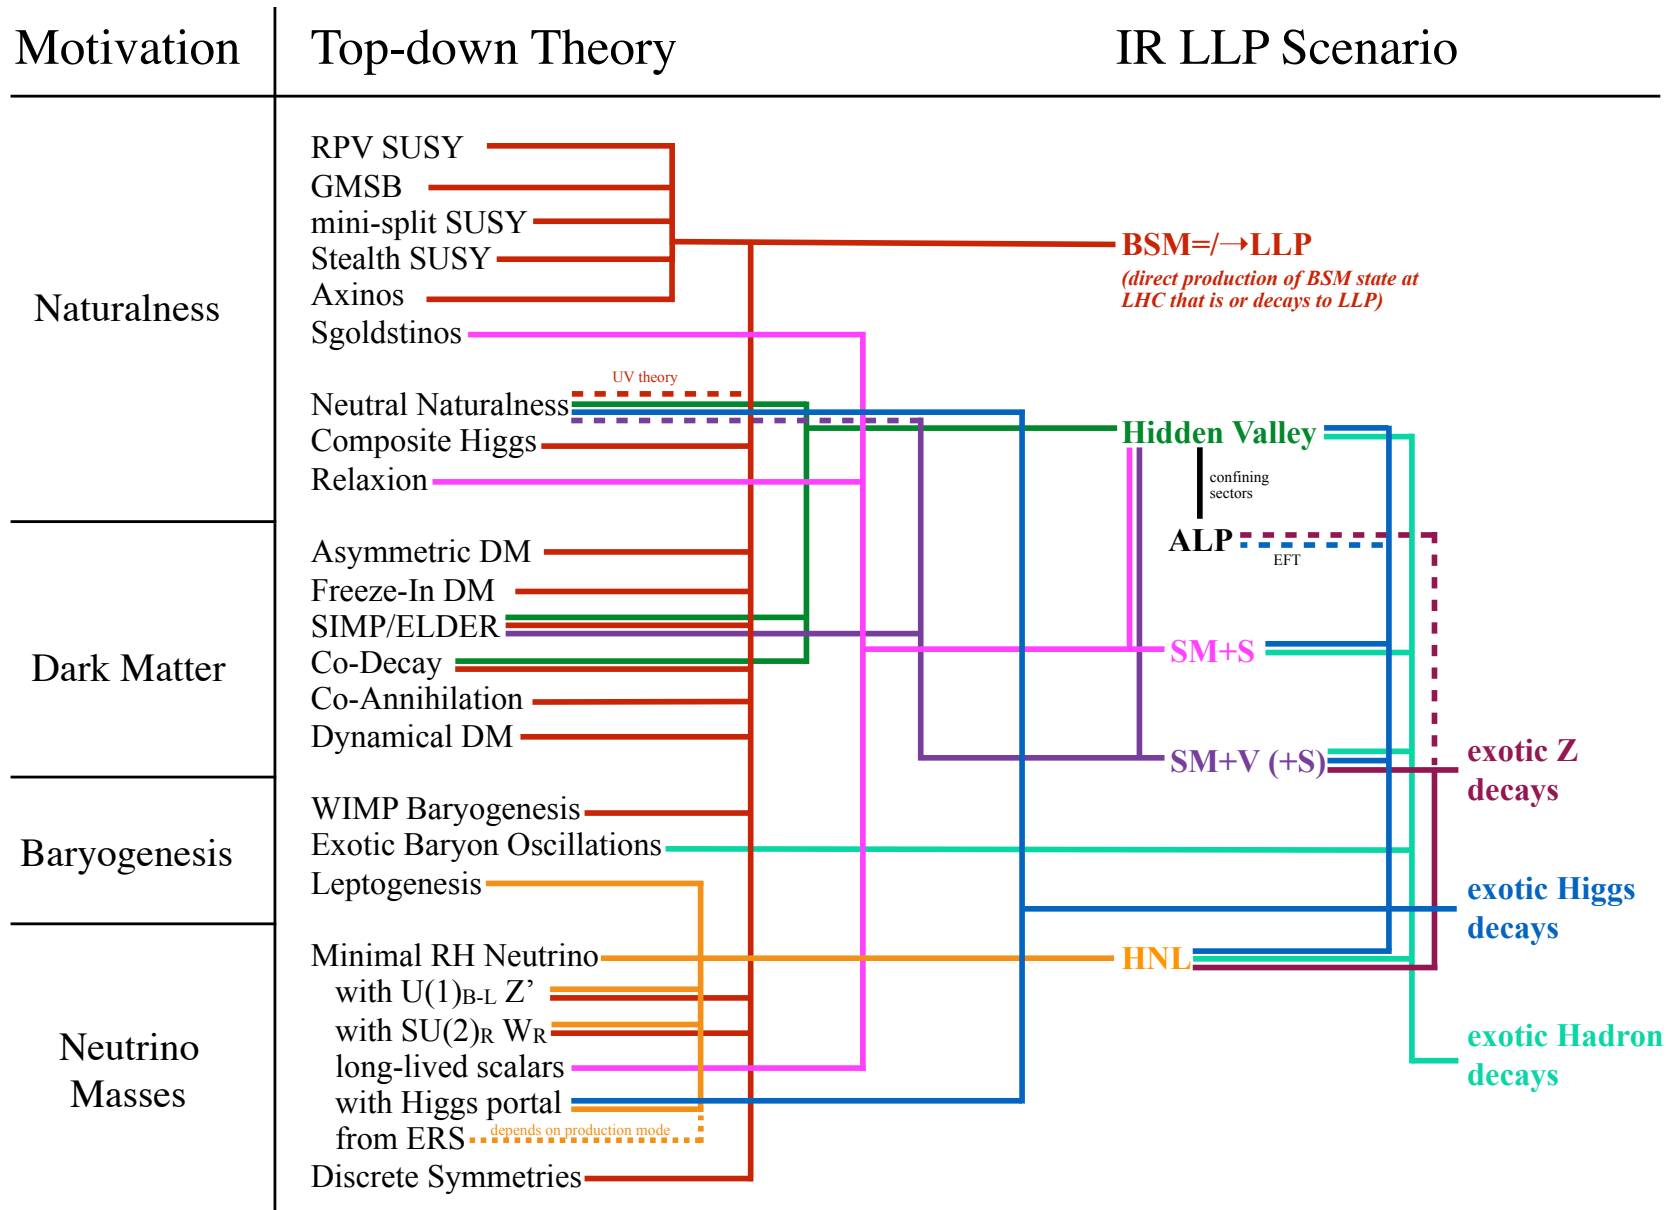 Motivation
Top-down Theory
IR LLP Scenario
Naturalness
RPV SUSY
GMSB
mini-split SUSY
Stealth SUSY
Axinos
Sgoldstinos
UV theory
Neutral Naturalness
Composite Higgs
Relaxion
Dark Matter
Asymmetric DM
Freeze-In DM
SIMP/ELDER
Co-Decay
Co-Annihilation
Dynamical DM
Baryogenesis
WIMP Baryogenesis
Exotic Baryon Oscillations
Leptogenesis
Neutrino
Masses
Minimal RH Neutrino
with U(1)B-L Z’
with SU(2)R WR
long-lived scalars
with Higgs portal
from ERS
depends on production mode
Discrete Symmetries
BSM=/→LLP
(direct production of BSM state at
LHC that is or decays to LLP)
Hidden Valley
confining
sectors
ALP
EFT
SM+S
SM+V (+S)
HNL
exotic Z
decays
exotic Higgs
decays
exotic Hadron
decays